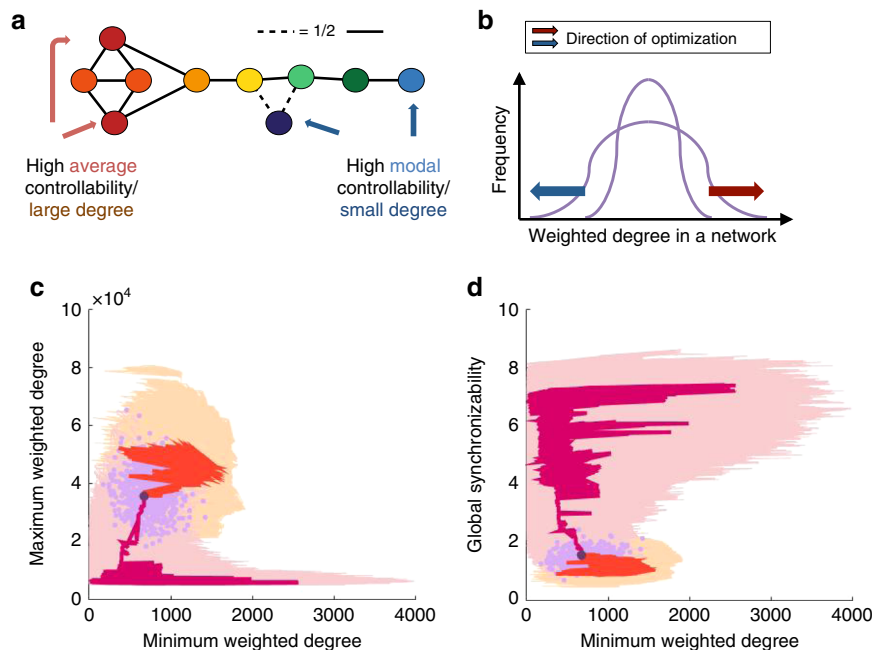 a
= 1/2
High average
controllability/
large degree
High modal
controllability/
small degree
b
Direction of optimization
Frequency
Weighted degree in a network
c
×10⁴
10
8
6
4
2
0
Maximum weighted degree
0 1000 2000 3000 4000
Minimum weighted degree
d
10
8
6
4
2
0
Global synchronizability
0 1000 2000 3000 4000
Minimum weighted degree